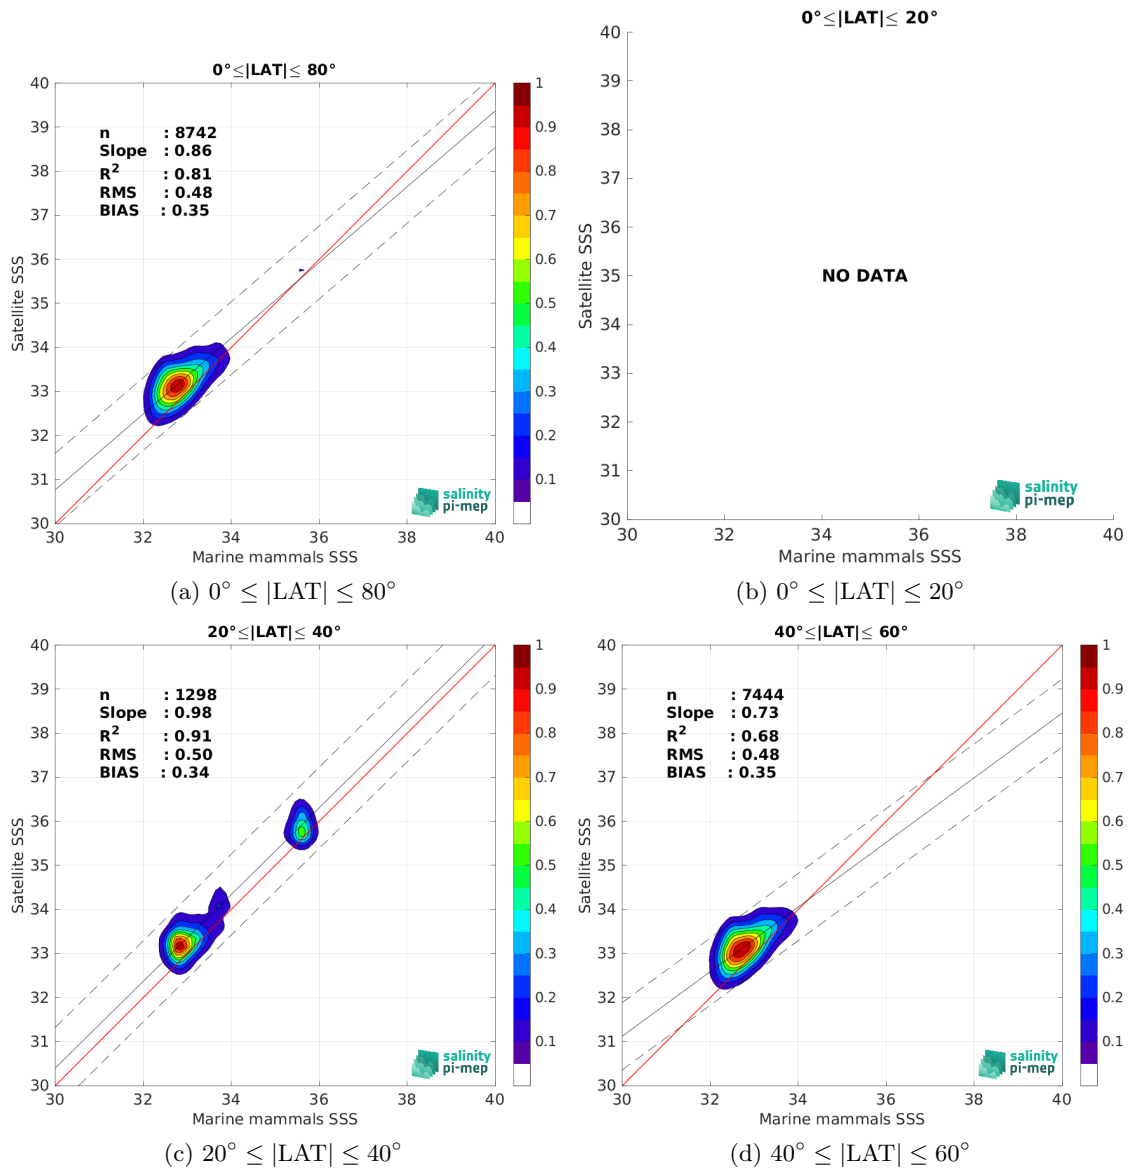 0°≤|LAT|≤ 80°
40
39
38
37
36
35
34
33
32
31
30
Satellite SSS
n : 8742
Slope : 0.86
R² : 0.81
RMS : 0.48
BIAS : 0.35
salinity
pi-mep
30 32 34 36 38 40
Marine mammals SSS
1
0.9
0.8
0.7
0.6
0.5
0.4
0.3
0.2
0.1
(a) 0° ≤ |LAT| ≤ 80°
0°≤|LAT|≤ 20°
40
39
38
37
36
35
34
33
32
31
30
Satellite SSS
NO DATA
salinity
pi-mep
30 32 34 36 38 40
Marine mammals SSS
(b) 0° ≤ |LAT| ≤ 20°
20°≤|LAT|≤ 40°
40
39
38
37
36
35
34
33
32
31
30
Satellite SSS
n : 1298
Slope : 0.98
R² : 0.91
RMS : 0.50
BIAS : 0.34
salinity
pi-mep
30 32 34 36 38 40
Marine mammals SSS
1
0.9
0.8
0.7
0.6
0.5
0.4
0.3
0.2
0.1
(c) 20° ≤ |LAT| ≤ 40°
40°≤|LAT|≤ 60°
40
39
38
37
36
35
34
33
32
31
30
Satellite SSS
n : 7444
Slope : 0.73
R² : 0.68
RMS : 0.48
BIAS : 0.35
salinity
pi-mep
30 32 34 36 38 40
Marine mammals SSS
1
0.9
0.8
0.7
0.6
0.5
0.4
0.3
0.2
0.1
(d) 40° ≤ |LAT| ≤ 60°